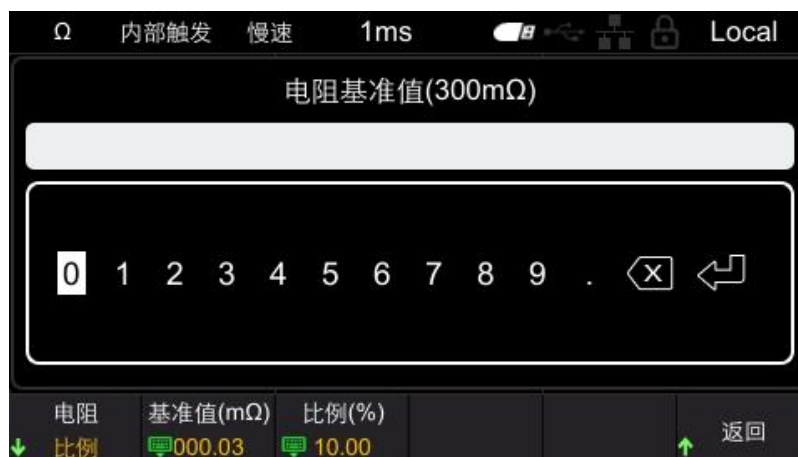 Ω 内部触发 慢速 1ms Local
电阻基准值(300mΩ)
0 1 2 3 4 5 6 7 8 9 .
电阻 基准值(mΩ) 比例(%)
比例 000.03 10.00 返回